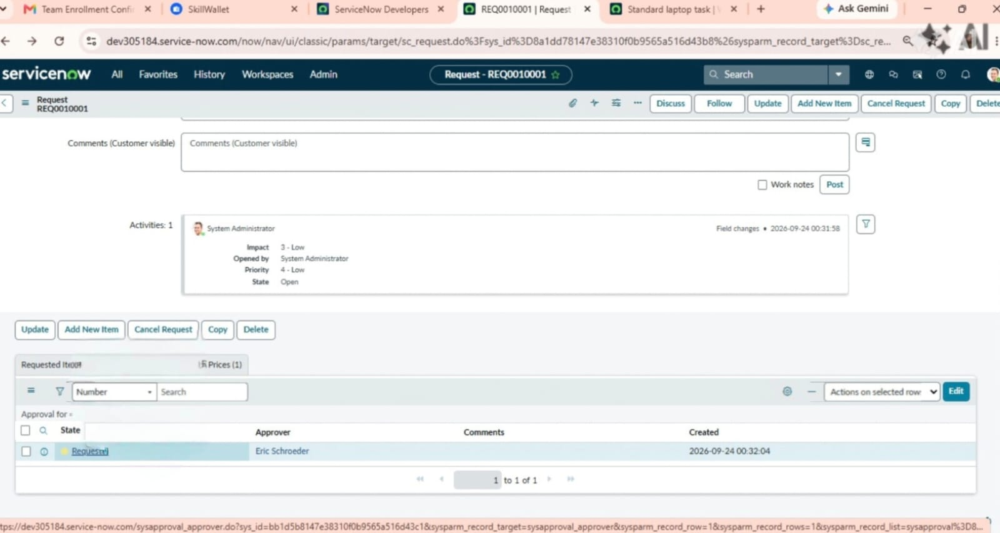 Team Enrollment Confir
SkillWallet
ServiceNow Developers
REQ0010001 | Request
Standard laptop task |
Ask Gemini
dev305184.service-now.com/now/nav/ui/classic/params/target/sc_request.do%3Fsys_id%3D8a1dd78147e38310f0b9565a516d43b8%26sysparm_record_target%3Dsc_re...
AI
servicenow
All Favorites History Workspaces Admin
Request - REQ0010001
Search
Request
REQ0010001
Discuss Follow Update Add New Item Cancel Request Copy Delete
Comments (Customer visible)
Comments (Customer visible)
Work notes Post
Activities: 1
System Administrator
Field changes • 2026-09-24 00:31:58
Impact 3 - Low
Opened by System Administrator
Priority 4 - Low
State Open
Update Add New Item Cancel Request Copy Delete
Requested Prices (1)
Number Search Actions on selected row Edit
Approval for =
State Approver Comments Created
Eric Schroeder 2026-09-24 00:32:04
1 to 1 of 1
tps://dev305184.service-now.com/sysapproval_approver.do?sys_id=bb1d5b8147e38310f0b9565a516d43c1&sysparm_record_target=sysapproval_approver&sysparm_record_row=1&sysparm_record_rows=1&sysparm_record_list=sysapproval%3D8...